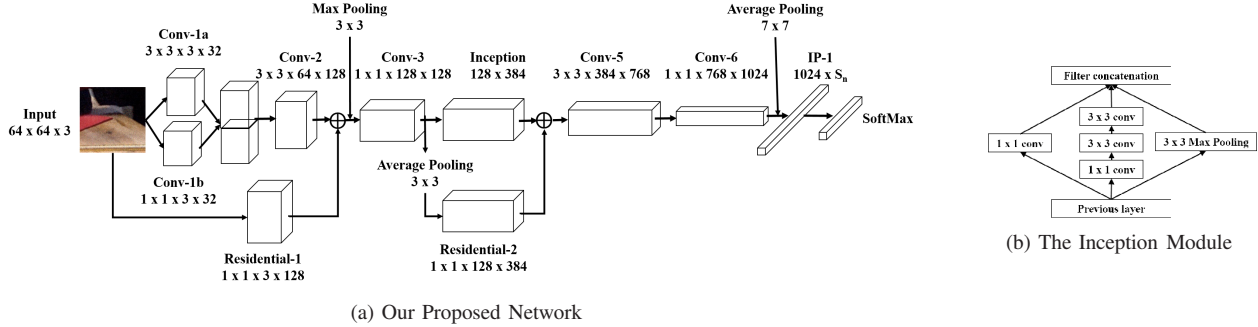 Max Pooling
3 x 3
Average Pooling
7 x 7
Conv-1a
3 x 3 x 3 x 32
Conv-2
3 x 3 x 64 x 128
Conv-3
1 x 1 x 128 x 128
Inception
128 x 384
Conv-5
3 x 3 x 384 x 768
Conv-6
1 x 1 x 768 x 1024
IP-1
1024 x Sₙ
Input
64 x 64 x 3
SoftMax
Conv-1b
1 x 1 x 3 x 32
Average Pooling
3 x 3
Residential-1
1 x 1 x 3 x 128
Residential-2
1 x 1 x 128 x 384
(a) Our Proposed Network
Filter concatenation
3 x 3 conv
1 x 1 conv
3 x 3 conv
3 x 3 Max Pooling
1 x 1 conv
Previous layer
(b) The Inception Module